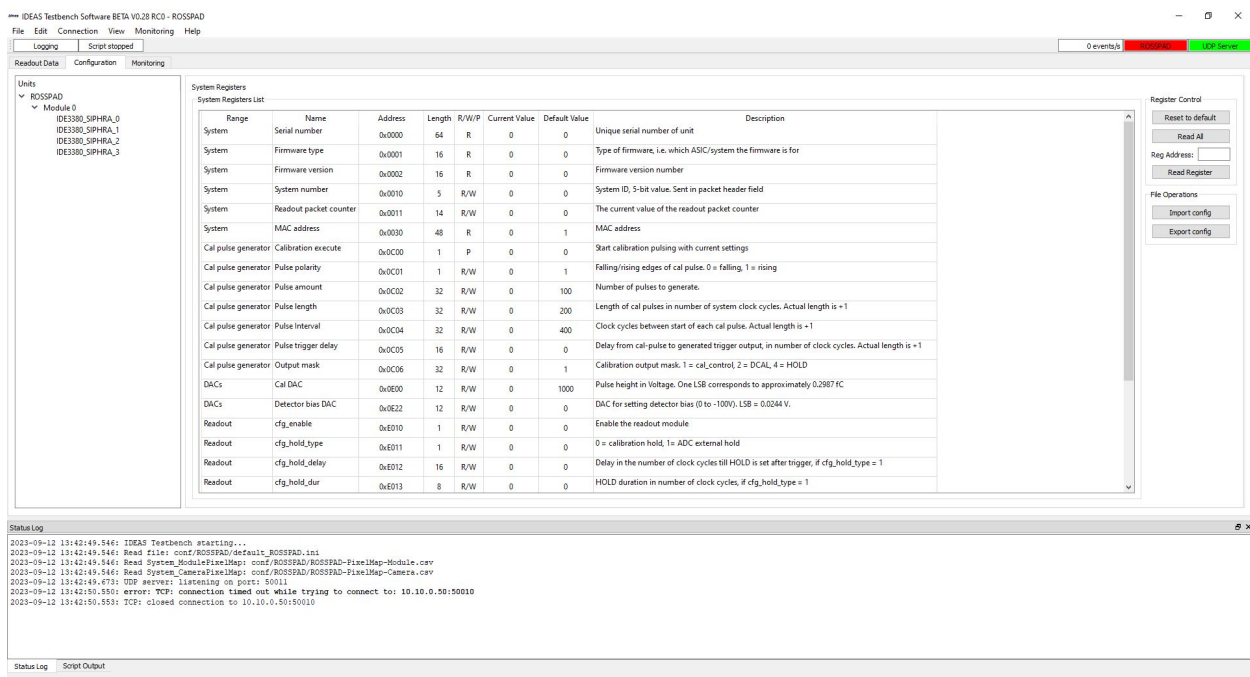 IDEAS Testbench Software BETA V0.28 RC0 - ROSSPAD
File Edit Connection View Monitoring Help
Logging Script stopped 0 events/s ROSSPAD UDP Server
Readout Data Configuration Monitoring
Units
ROSSPAD
Module 0
IDE3380_SIPHRA_0
IDE3380_SIPHRA_1
IDE3380_SIPHRA_2
IDE3380_SIPHRA_3
System Registers
System Registers List
Range Name Address Length R/W/P Current Value Default Value Description
System Serial number 0x0000 64 R 0 0 Unique serial number of unit
System Firmware type 0x0001 16 R 0 0 Type of firmware, i.e. which ASIC/system the firmware is for
System Firmware version 0x0002 16 R 0 0 Firmware version number
System System number 0x0010 5 R/W 0 0 System ID, 5-bit value. Sent in packet header field
System Readout packet counter 0x0011 14 R/W 0 0 The current value of the readout packet counter
System MAC address 0x0030 48 R 0 1 MAC address
Cal pulse generator Calibration execute 0x0C00 1 P 0 0 Start calibration pulsing with current settings
Cal pulse generator Pulse polarity 0x0C01 1 R/W 0 1 Falling/rising edges of cal pulse. 0 = falling, 1 = rising
Cal pulse generator Pulse amount 0x0C02 32 R/W 0 100 Number of pulses to generate.
Cal pulse generator Pulse length 0x0C03 32 R/W 0 200 Length of cal pulses in number of system clock cycles. Actual length is +1
Cal pulse generator Pulse Interval 0x0C04 32 R/W 0 400 Clock cycles between start of each cal pulse. Actual length is +1
Cal pulse generator Pulse trigger delay 0x0C05 16 R/W 0 0 Delay from cal-pulse to generated trigger output, in number of clock cycles. Actual length is +1
Cal pulse generator Output mask 0x0C06 32 R/W 0 1 Calibration output mask. 1 = cal_control, 2 = DCAL, 4 = HOLD
DACs Cal DAC 0x0E00 12 R/W 0 1000 Pulse height in Voltage. One LSB corresponds to approximately 0.2987 fC
DACs Detector bias DAC 0x0E22 12 R/W 0 0 DAC for setting detector bias (0 to -100V). LSB = 0.0244 V.
Readout cfg_enable 0xE010 1 R/W 0 0 Enable the readout module
Readout cfg_hold_type 0xE011 1 R/W 0 0 0 = calibration hold, 1= ADC external hold
Readout cfg_hold_delay 0xE012 16 R/W 0 0 Delay in the number of clock cycles till HOLD is set after trigger, if cfg_hold_type = 1
Readout cfg_hold_dur 0xE013 8 R/W 0 0 HOLD duration in number of clock cycles, if cfg_hold_type = 1
Register Control
Reset to default
Read All
Reg Address:
Read Register
File Operations
Import config
Export config
Status Log
2023-09-12 13:42:49.546: IDEAS Testbench starting...
2023-09-12 13:42:49.546: Read file: conf/ROSSPAD/default_ROSSPAD.ini
2023-09-12 13:42:49.546: Read System_ModulePixelMap: conf/ROSSPAD/ROSSPAD-PixelMap-Module.csv
2023-09-12 13:42:49.546: Read System_CameraPixelMap: conf/ROSSPAD/ROSSPAD-PixelMap-Camera.csv
2023-09-12 13:42:49.673: UDP server: listening on port: 50011
2023-09-12 13:42:50.550: error: TCP: connection timed out while trying to connect to: 10.10.0.50:50010
2023-09-12 13:42:50.553: TCP: closed connection to 10.10.0.50:50010
Status Log Script Output